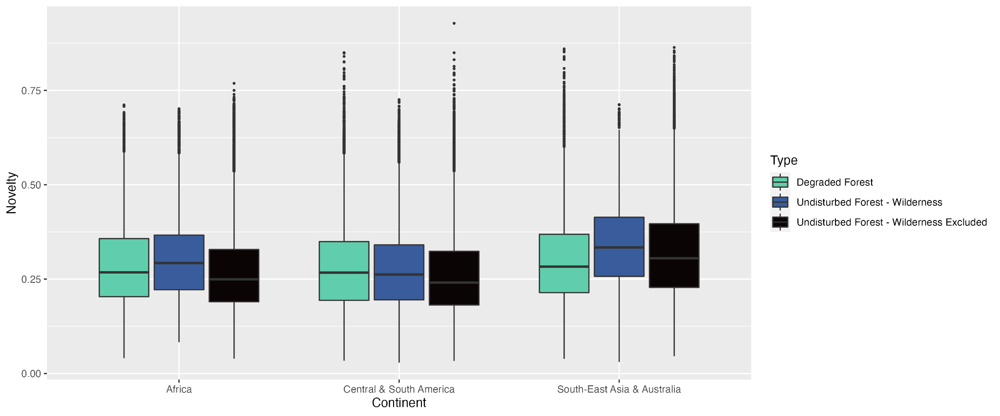 Novelty
0.75
0.50
0.25
0.00
Africa
Central & South America
South-East Asia & Australia
Continent
Type
Degraded Forest
Undisturbed Forest - Wilderness
Undisturbed Forest - Wilderness Excluded